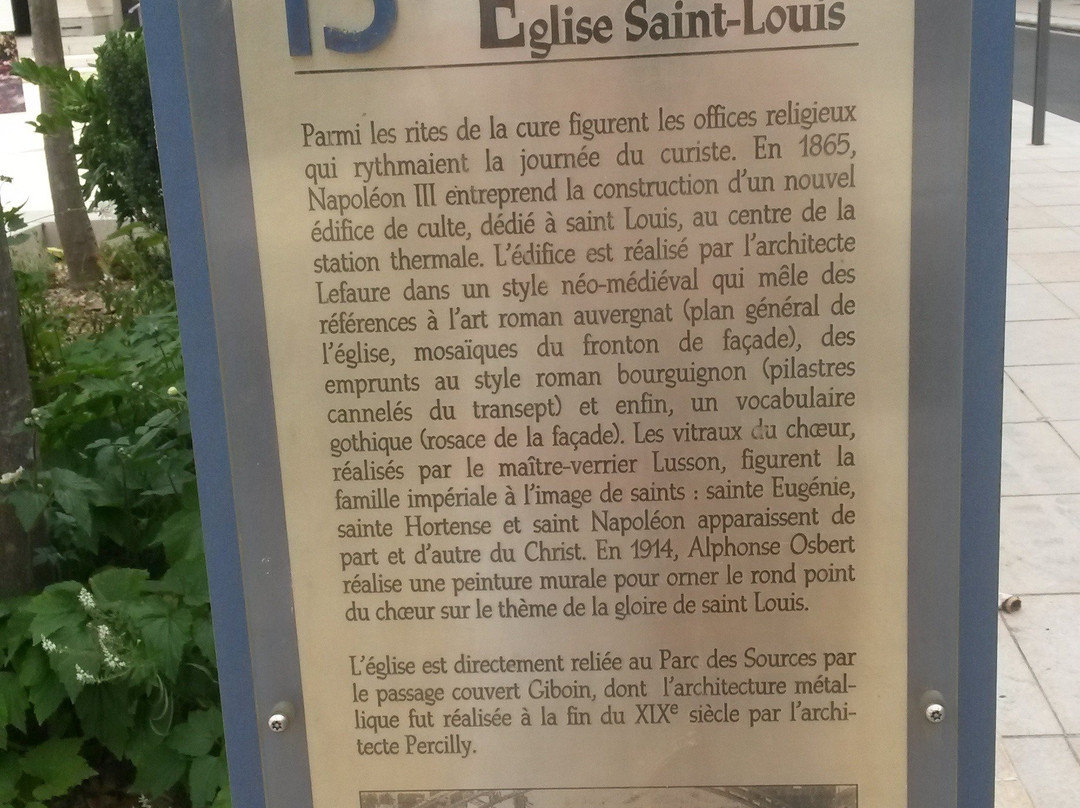 13
Eglise Saint-Louis
Parmi les rites de la cure figurent les offices religieux
qui rythmaient la journée du curiste. En 1865,
Napoléon III entreprend la construction d'un nouvel
édifice de culte, dédié à saint Louis, au centre de la
station thermale. L'édifice est réalisé par l'architecte
Lefaure dans un style néo-médiéval qui mêle des
références à l'art roman auvergnat (plan général de
l'église, mosaïques du fronton de façade), des
emprunts au style roman bourguignon (pilastres
cannelés du transept) et enfin, un vocabulaire
gothique (rosace de la façade). Les vitraux du chœur,
réalisés par le maître-verrier Lusson, figurent la
famille impériale à l'image de saints : sainte Eugénie,
sainte Hortense et saint Napoléon apparaissent de
part et d'autre du Christ. En 1914, Alphonse Osbert
réalise une peinture murale pour orner le rond point
du chœur sur le thème de la gloire de saint Louis.
L'église est directement reliée au Parc des Sources par
le passage couvert Giboin, dont l'architecture métal-
lique fut réalisée à la fin du XIXe siècle par l'archi-
tecte Percilly.